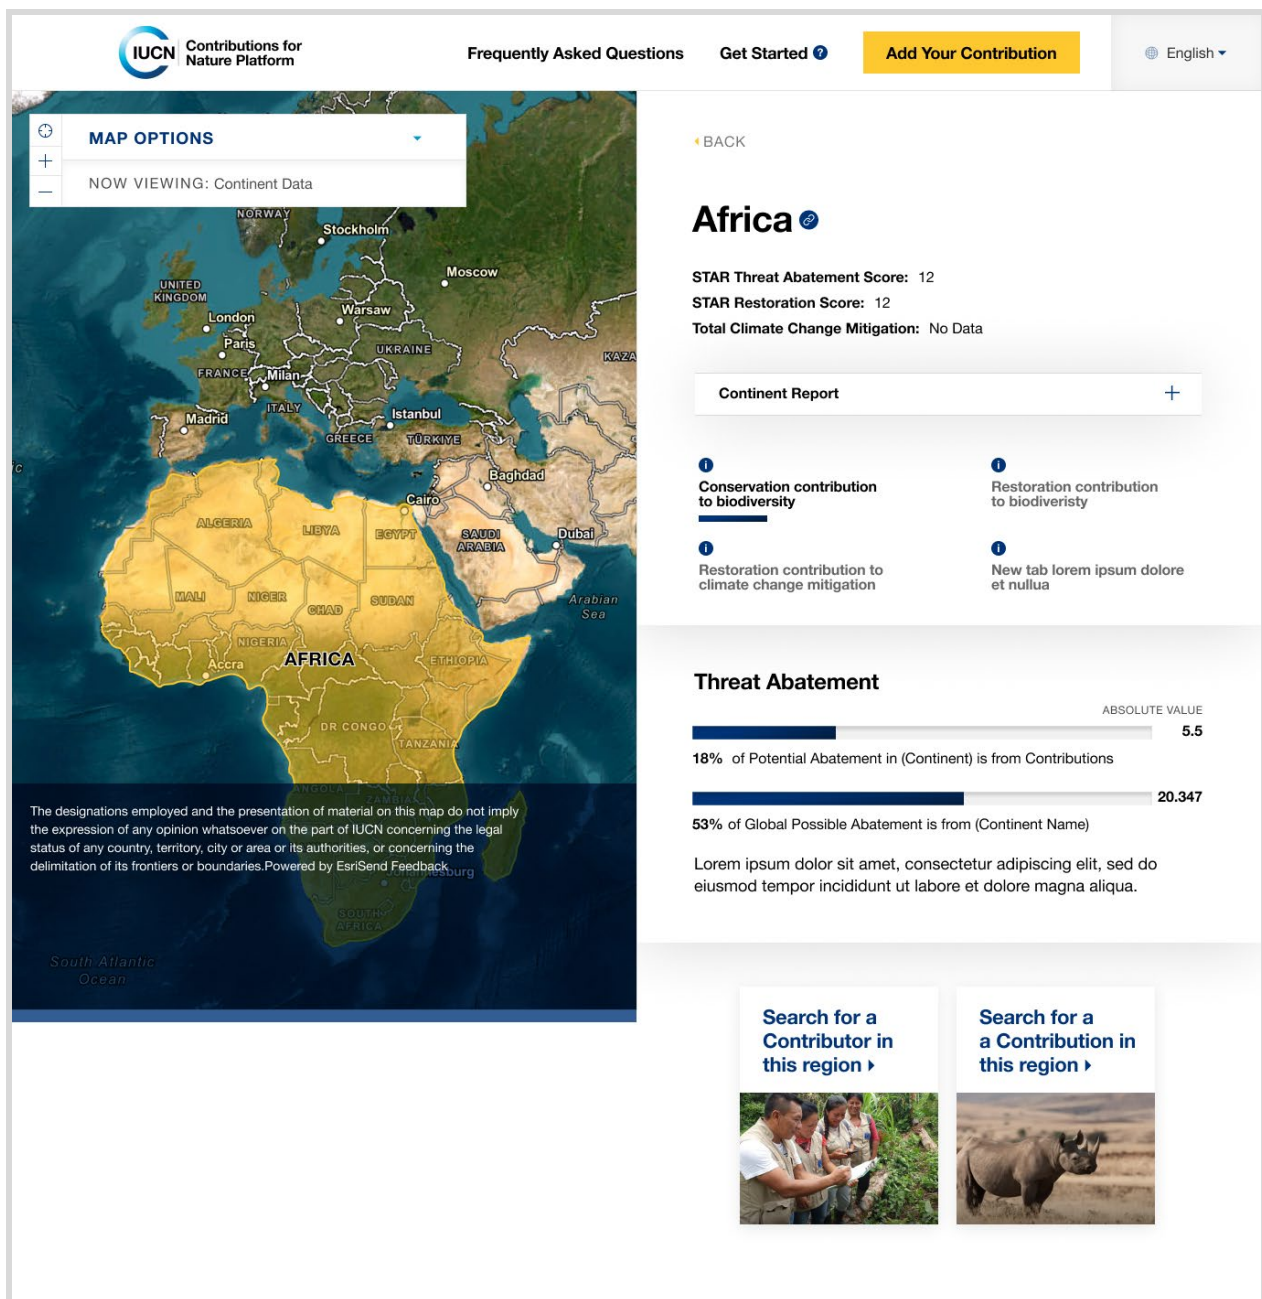 IUCN
Contributions for
Nature Platform
Frequently Asked Questions
Get Started ?
Add Your Contribution
English
MAP OPTIONS
NOW VIEWING: Continent Data
NORWAY
Stockholm
Moscow
UNITED
KINGDOM
London
Warsaw
Paris
UKRAINE
KAZA
FRANCE
Milan
ITALY
Madrid
Istanbul
GREECE
TÜRKIYE
ic
Baghdad
Cairo
ALGERIA
LIBYA
EGYPT
SAUDI
ARABIA
Dubai
MALI
NIGER
CHAD
SUDAN
Arabian
Sea
NIGERIA
Accra
AFRICA
ETHIOPIA
DR CONGO
TANZANIA
ANGOLA
ZAMBIA
The designations employed and the presentation of material on this map do not imply
the expression of any opinion whatsoever on the part of IUCN concerning the legal
status of any country, territory, city or area or its authorities, or concerning the
delimitation of its frontiers or boundaries.Powered by EsriSend Feedback
SOUTH
AFRICA
South Atlantic
Ocean
BACK
Africa
STAR Threat Abatement Score: 12
STAR Restoration Score: 12
Total Climate Change Mitigation: No Data
Continent Report
Conservation contribution
to biodiversity
Restoration contribution
to biodiveristy
Restoration contribution to
climate change mitigation
New tab lorem ipsum dolore
et nullua
Threat Abatement
ABSOLUTE VALUE
5.5
18% of Potential Abatement in (Continent) is from Contributions
20.347
53% of Global Possible Abatement is from (Continent Name)
Lorem ipsum dolor sit amet, consectetur adipiscing elit, sed do
eiusmod tempor incididunt ut labore et dolore magna aliqua.
Search for a
Contributor in
this region
Search for a
a Contribution in
this region